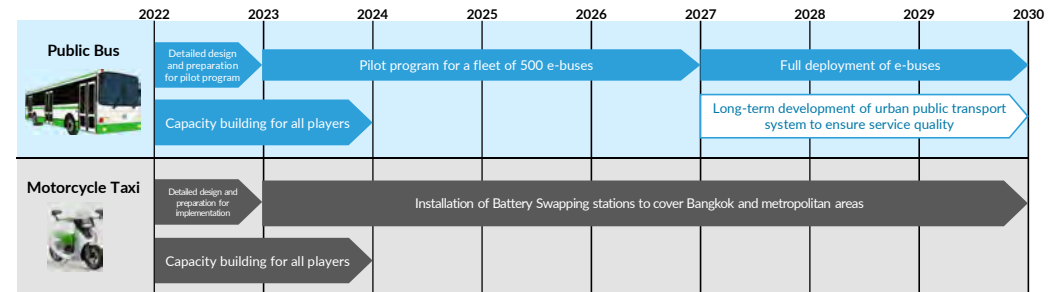 2022 2023 2024 2025 2026 2027 2028 2029 2030
Public Bus
Detailed design
and preparation
for pilot program
Pilot program for a fleet of 500 e-buses
Full deployment of e-buses
Capacity building for all players
Long-term development of urban public transport
system to ensure service quality
Motorcycle Taxi
Detailed design and
preparation for
implementation
Installation of Battery Swapping stations to cover Bangkok and metropolitan areas
Capacity building for all players